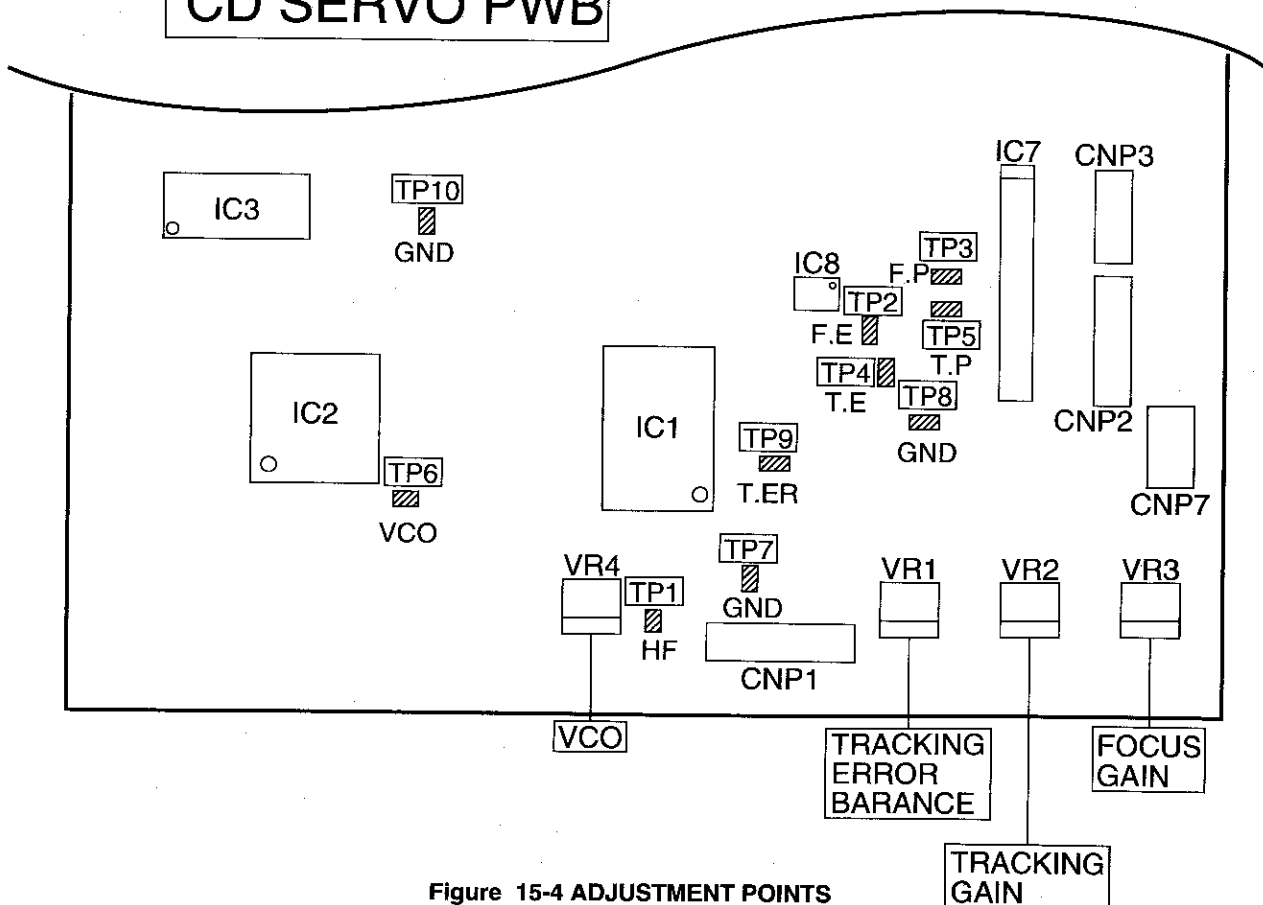 CD SERVO PWB
IC7
CNP3
IC3
TP10
GND
TP3
F.P
IC8
TP2
F.E
TP5
T.P
TP4
T.E
TP8
GND
CNP2
IC2
IC1
TP9
T.ER
CNP7
TP6
VCO
TP7
GND
VR4
TP1
HF
CNP1
VR1
VR2
VR3
VCO
TRACKING
ERROR
BARANCE
FOCUS
GAIN
TRACKING
GAIN
Figure 15-4 ADJUSTMENT POINTS